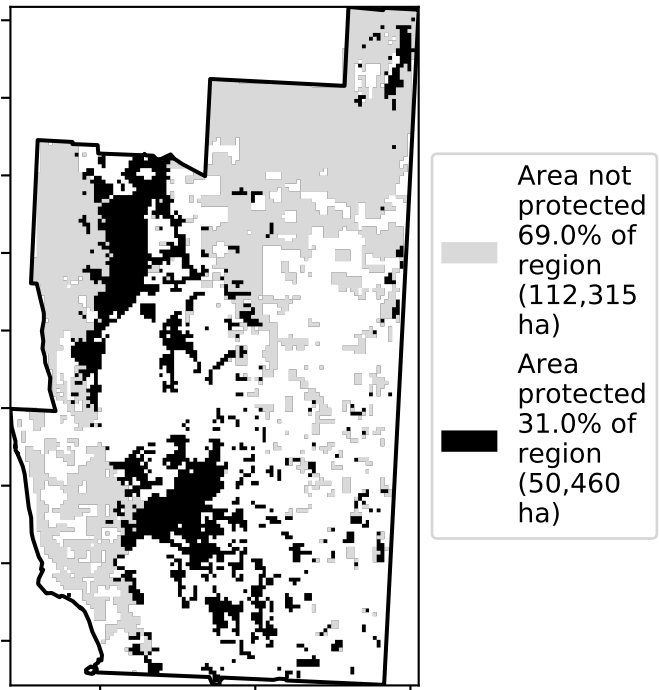 Area not
protected
69.0% of
region
(112,315
ha)
Area
protected
31.0% of
region
(50,460
ha)